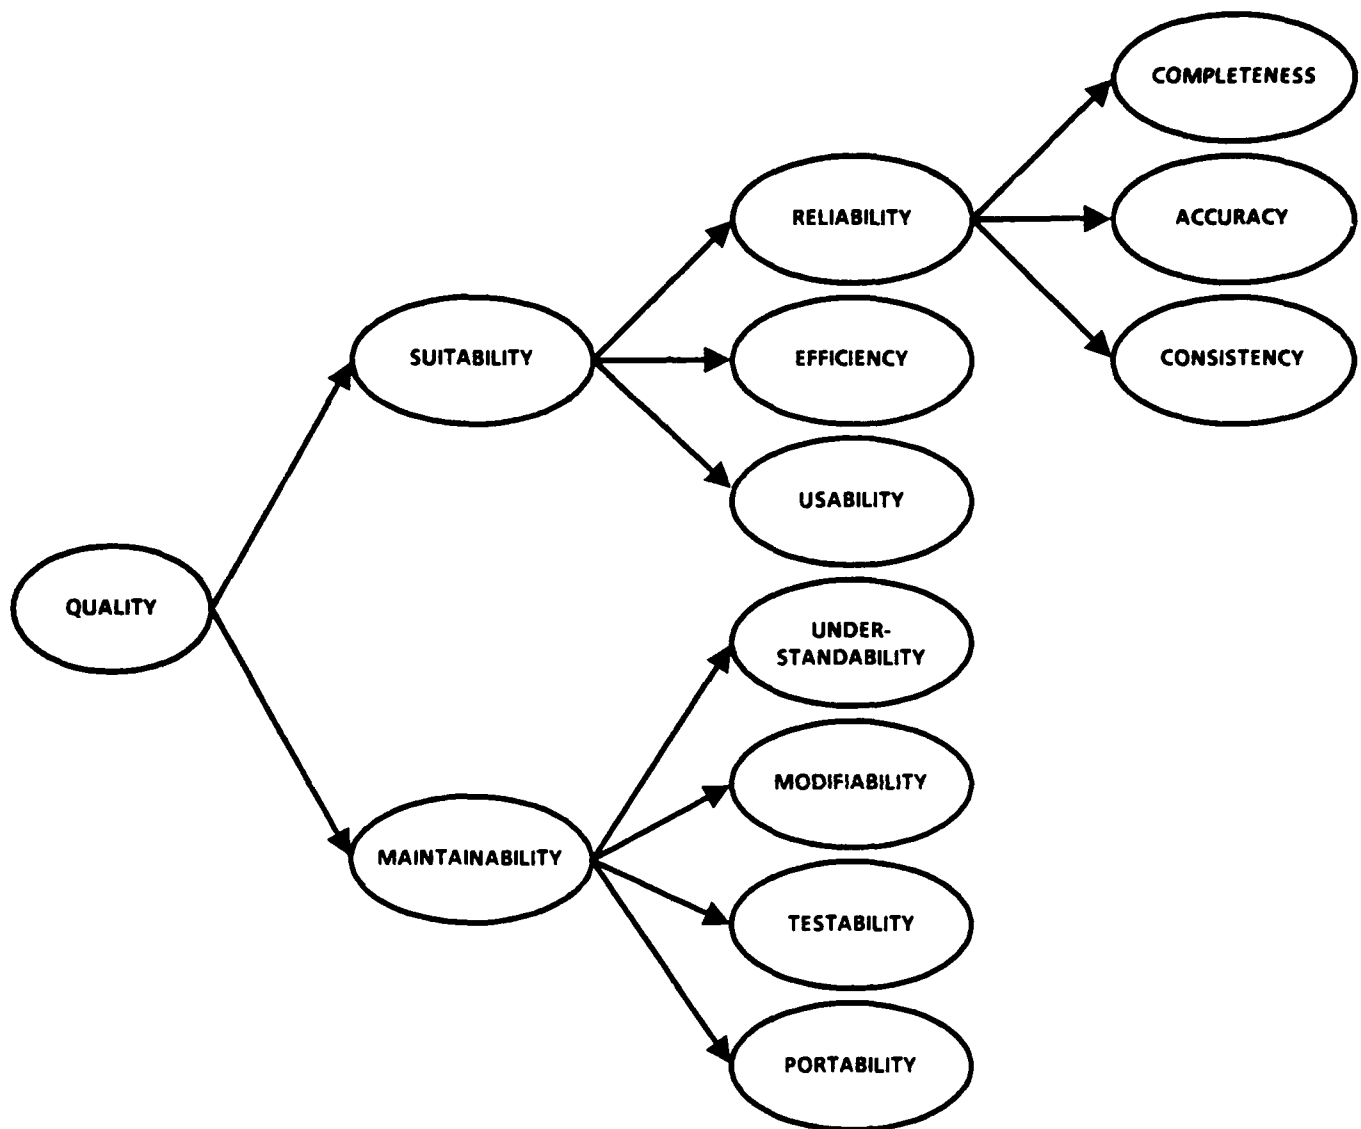 COMPLETENESS
RELIABILITY
ACCURACY
SUITABILITY
EFFICIENCY
CONSISTENCY
USABILITY
QUALITY
UNDER-
STANDABILITY
MODIFIABILITY
MAINTAINABILITY
TESTABILITY
PORTABILITY